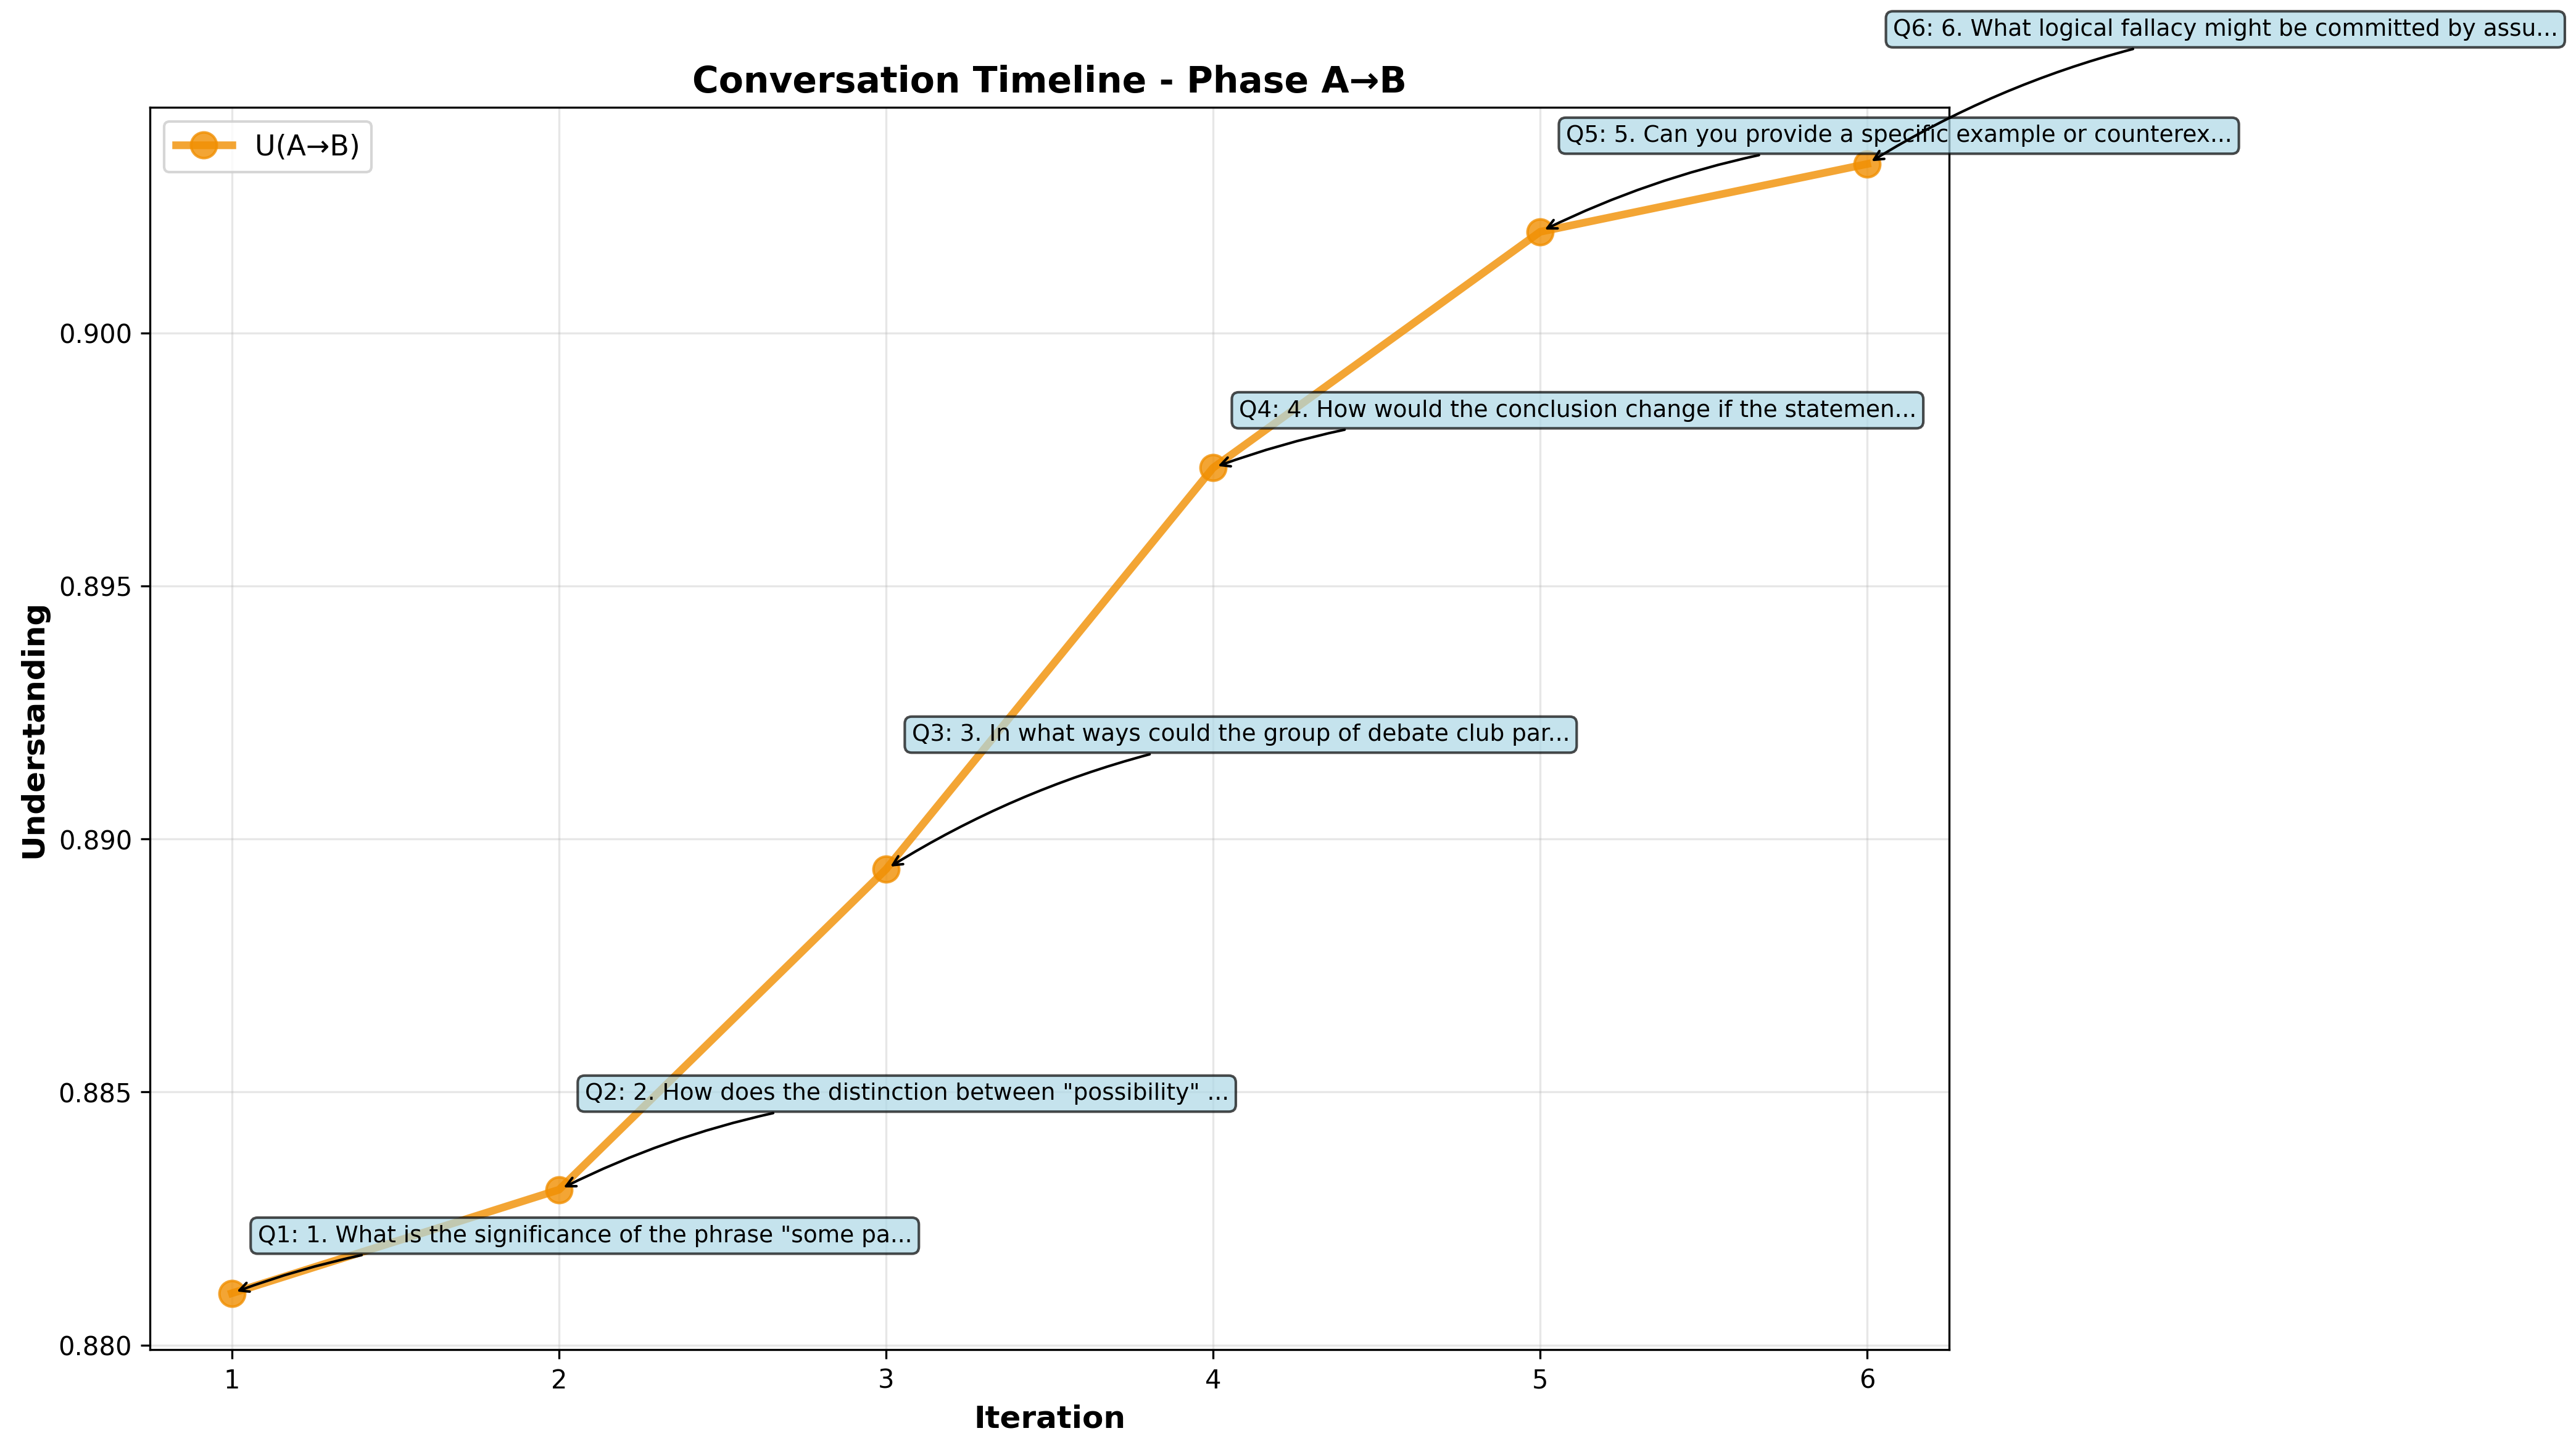 Q6: 6. What logical fallacy might be committed by assu...
Conversation Timeline - Phase A→B
U(A→B)
Q5: 5. Can you provide a specific example or counterex...
0.900
Q4: 4. How would the conclusion change if the statemen...
0.895
Q3: 3. In what ways could the group of debate club par...
Understanding
0.890
Q2: 2. How does the distinction between "possibility" ...
0.885
Q1: 1. What is the significance of the phrase "some pa...
0.880
1 2 3 4 5 6
Iteration